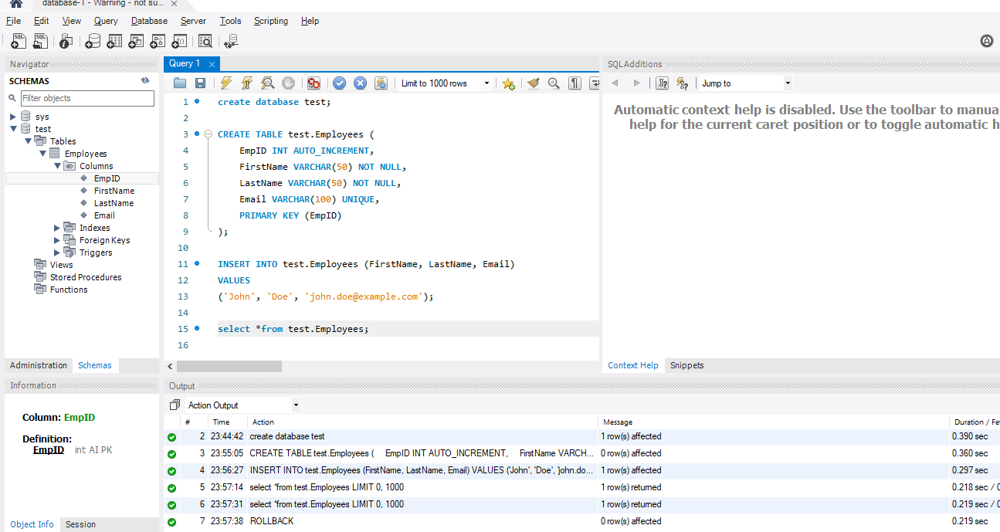 database-1 - Warning - not su...
File Edit View Query Database Server Tools Scripting Help
Navigator
SCHEMAS
Filter objects
sys
test
Tables
Employees
Columns
EmpID
FirstName
LastName
Email
Indexes
Foreign Keys
Triggers
Views
Stored Procedures
Functions
Administration Schemas
Information
Column: EmpID
Definition:
EmpID int AI PK
Object Info Session
Query 1
Limit to 1000 rows
1 create database test;
2
3 CREATE TABLE test.Employees (
4 EmpID INT AUTO_INCREMENT,
5 FirstName VARCHAR(50) NOT NULL,
6 LastName VARCHAR(50) NOT NULL,
7 Email VARCHAR(100) UNIQUE,
8 PRIMARY KEY (EmpID)
9 );
10
11 INSERT INTO test.Employees (FirstName, LastName, Email)
12 VALUES
13 ('John', 'Doe', 'john.doe@example.com');
14
15 select *from test.Employees;
16
SQLAdditions
Jump to
Automatic context help is disabled. Use the toolbar to manua
help for the current caret position or to toggle automatic h
Context Help Snippets
Output
Action Output
# Time Action Message Duration / Fet
2 23:44:42 create database test 1 row(s) affected 0.390 sec
3 23:55:05 CREATE TABLE test.Employees ( EmpID INT AUTO_INCREMENT, FirstName VARCH... 0 row(s) affected 0.360 sec
4 23:56:27 INSERT INTO test.Employees (FirstName, LastName, Email) VALUES ('John', 'Doe', 'john.do... 1 row(s) affected 0.297 sec
5 23:57:14 select *from test.Employees LIMIT 0, 1000 1 row(s) returned 0.218 sec / 0
6 23:57:31 select *from test.Employees LIMIT 0, 1000 1 row(s) returned 0.219 sec / 0
7 23:57:38 ROLLBACK 0 row(s) affected 0.219 sec